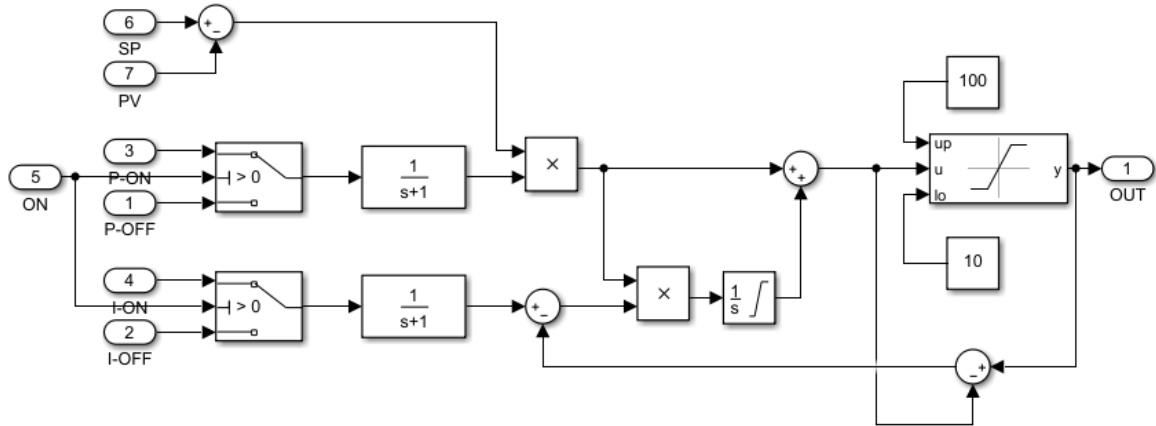 6
SP
7
PV
100
3
P-ON
5
ON
> 0
1
P-OFF
1
s+1
×
+
−
+
+
up
u
lo
y
1
OUT
10
4
I-ON
> 0
2
I-OFF
1
s+1
+
−
×
1
s
−
+